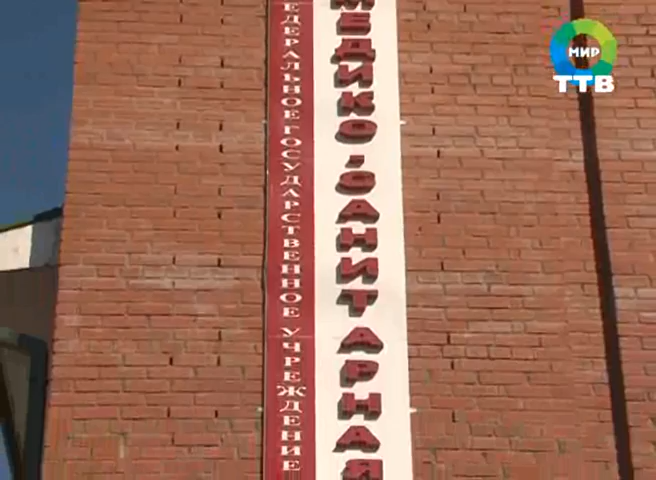 ЕДЕРАЛЬНОЕ ГОСУДАРСТВЕННОЕ УЧРЕЖДЕНИЕ
МЕДИКО-САНИТАРНАЯ
МИР
ТТВ